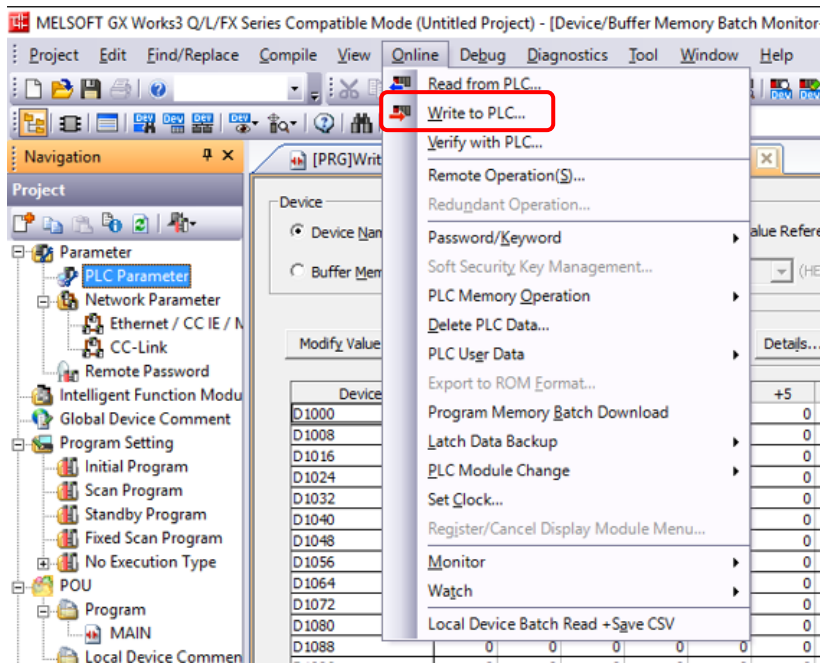 MELSOFT GX Works3 Q/L/FX Series Compatible Mode (Untitled Project) - [Device/Buffer Memory Batch Monitor-
Project Edit Find/Replace Compile View Online Debug Diagnostics Tool Window Help
Read from PLC...
Write to PLC...
Verify with PLC...
Remote Operation(S)...
Redundant Operation...
Password/Keyword
Soft Security Key Management...
PLC Memory Operation
Delete PLC Data...
PLC User Data
Export to ROM Format...
Program Memory Batch Download
Latch Data Backup
PLC Module Change
Set Clock...
Register/Cancel Display Module Menu...
Monitor
Watch
Local Device Batch Read +Save CSV
Navigation
Project
Parameter
PLC Parameter
Network Parameter
Ethernet / CC IE / 
CC-Link
Remote Password
Intelligent Function Modu
Global Device Comment
Program Setting
Initial Program
Scan Program
Standby Program
Fixed Scan Program
No Execution Type
POU
Program
MAIN
Local Device Commen
[PRG]Writ
Device
Device Nam
Buffer Mem
alue Refere
(HE
Modify Value
Details...
Device +5
D1000 0
D1008 0
D1016 0
D1024 0
D1032 0
D1040 0
D1048 0
D1056 0
D1064 0
D1072 0
D1080 0
D1088 0 0 0 0 0 0